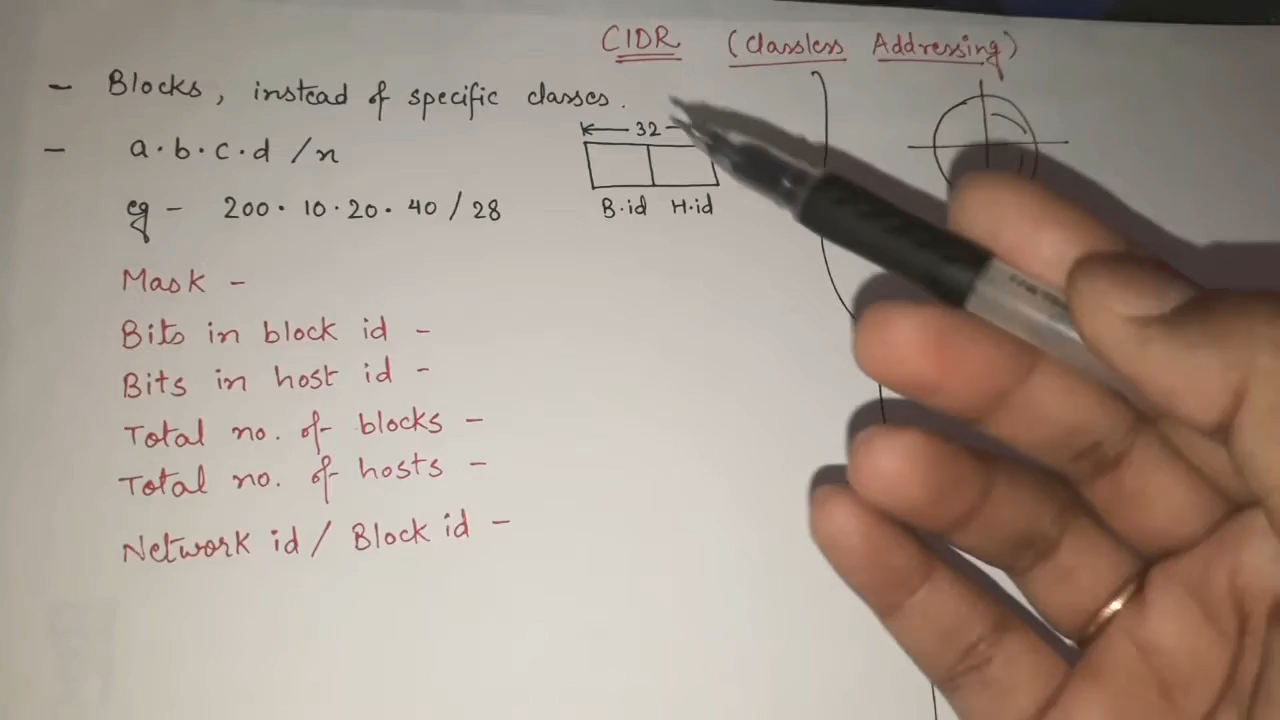 CIDR (Classless Addressing)
- Blocks, instead of specific classes.
- a.b.c.d /n
eg - 200.10.20.40/28
32
B.id H.id
Mask -
Bits in block id -
Bits in host id -
Total no. of blocks -
Total no. of hosts -
Network id / Block id -